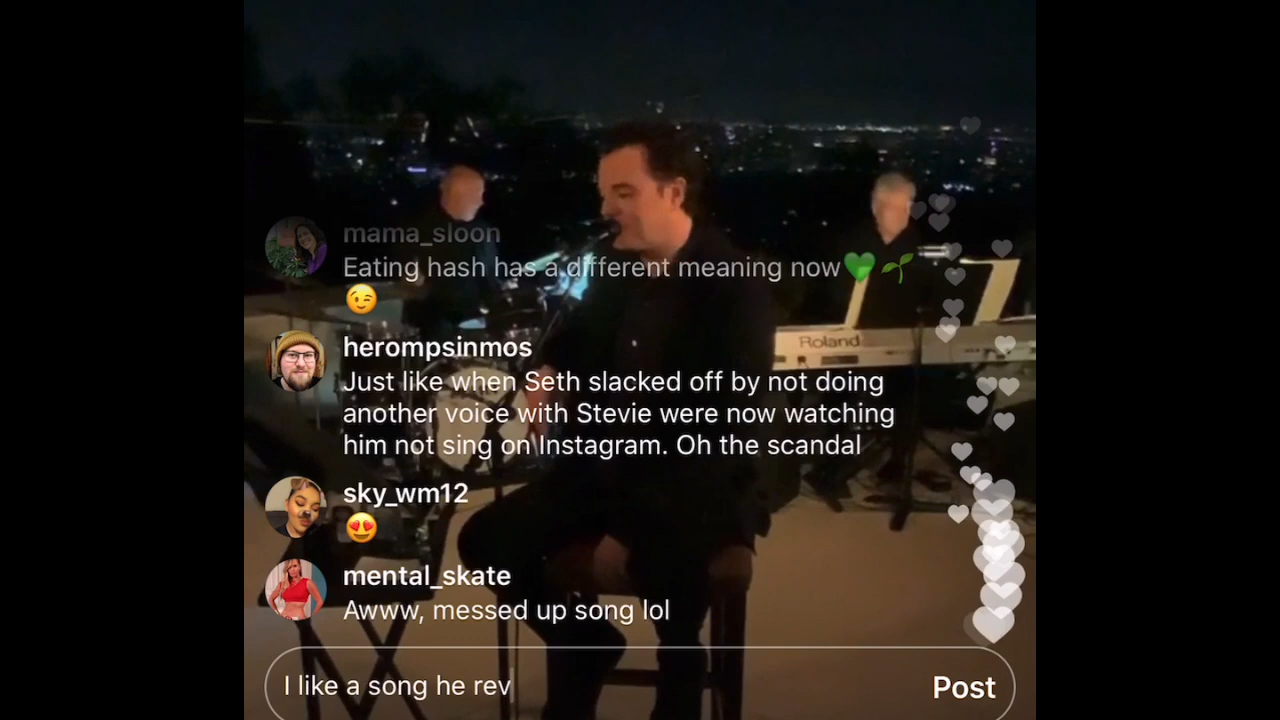 mama_sloon
Eating hash has a different meaning now💚🌱
😉
herompsinmos
Just like when Seth slacked off by not doing
another voice with Stevie were now watching
him not sing on Instagram. Oh the scandal
Roland
sky_wm12
😍
mental_skate
Awww, messed up song lol
I like a song he rev
Post